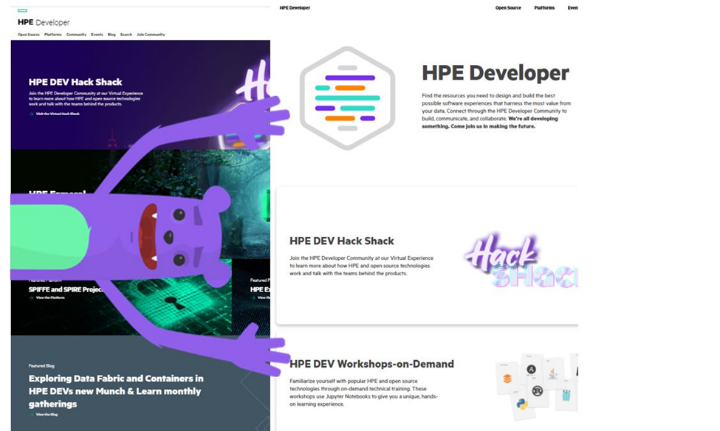 HPE Developer
Open Source Platforms Community Events Blog Search Join Community
HPE DEV Hack Shack
Join the HPE Developer Community at our Virtual Experience
to learn more about how HPE and open source technologies
work and talk with the teams behind the products.
Visit the Virtual Hack Shack
SPIFFE and SPIRE
View the Platform
Featured
HPE
View the
Featured Blog
Exploring Data Fabric and Containers in
HPE DEVs new Munch & Learn monthly
gatherings
View the Blog
HPE Developer
Open Source Platforms
HPE Developer
Find the resources you need to design and build the best
possible software experiences that harness the most value from
your data. Connect through the HPE Developer Community to
build, communicate, and collaborate. We're all developing
something. Come join us in making the future.
HPE DEV Hack Shack
Join the HPE Developer Community at our Virtual Experience
to learn more about how HPE and open source technologies
work and talk with the teams behind the products.
Hack
HPE DEV Workshops-on-Demand
Familiarize yourself with popular HPE and open source
technologies through on-demand technical training. These
workshops use Jupyter Notebooks to give you a unique, hands-
on learning experience.